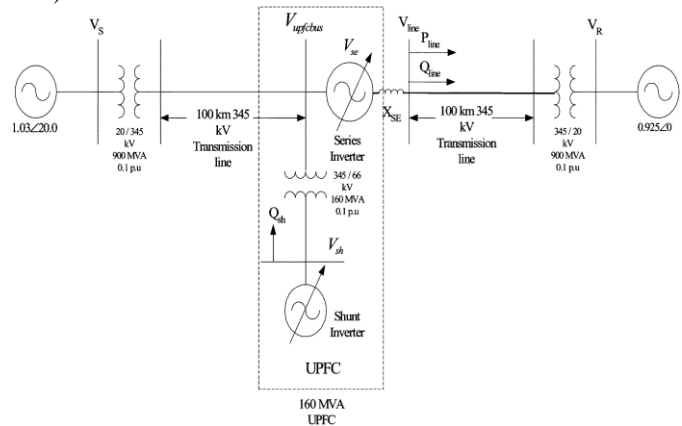 V_S
V_upfcbus
V_se
V_line
P_line
Q_line
V_R
1.03∠20.0
20 / 345
kV
900 MVA
0.1 p.u
100 km 345
kV
Transmission
line
Series
Inverter
X_SE
100 km 345
kV
Transmission
line
345 / 20
kV
900 MVA
0.1 p.u
0.925∠0
345 / 66
kV
160 MVA
0.1 p.u
Q_sh
V_sh
Shunt
Inverter
UPFC
160 MVA
UPFC